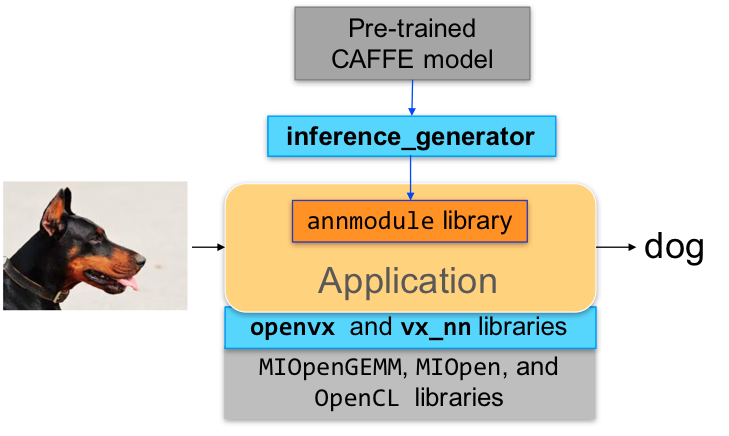 Pre-trained
CAFFE model
inference_generator
annmodule library
Application
dog
openvx and vx_nn libraries
MIOpenGEMM, MIOpen, and
OpenCL libraries